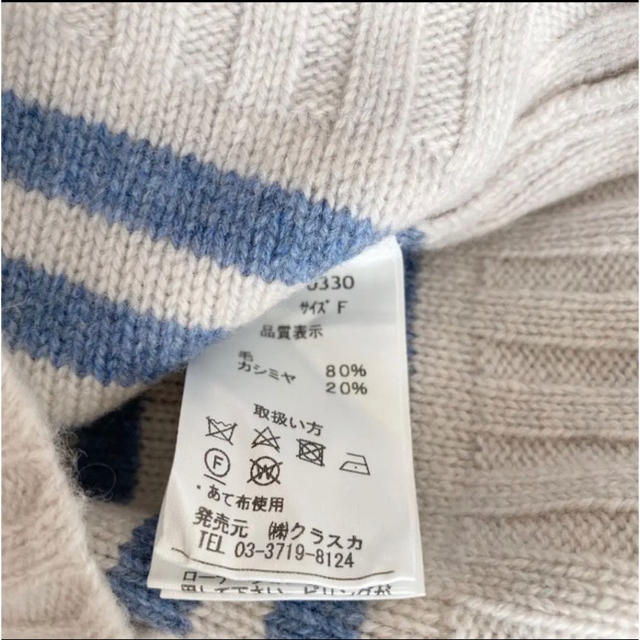 0330
サイズ F
品質表示
毛 80%
カシミヤ 20%
取扱い方
F W
・あて布使用
発売元 ㈱クラスカ
TEL 03-3719-8124